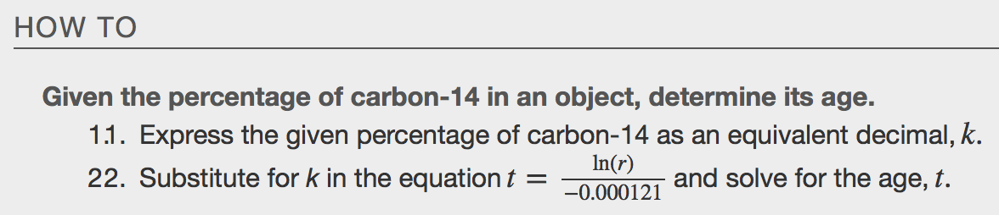 HOW TO
Given the percentage of carbon-14 in an object, determine its age.
1.1. Express the given percentage of carbon-14 as an equivalent decimal, k.
22. Substitute for k in the equation t = ln(r)/−0.000121 and solve for the age, t.